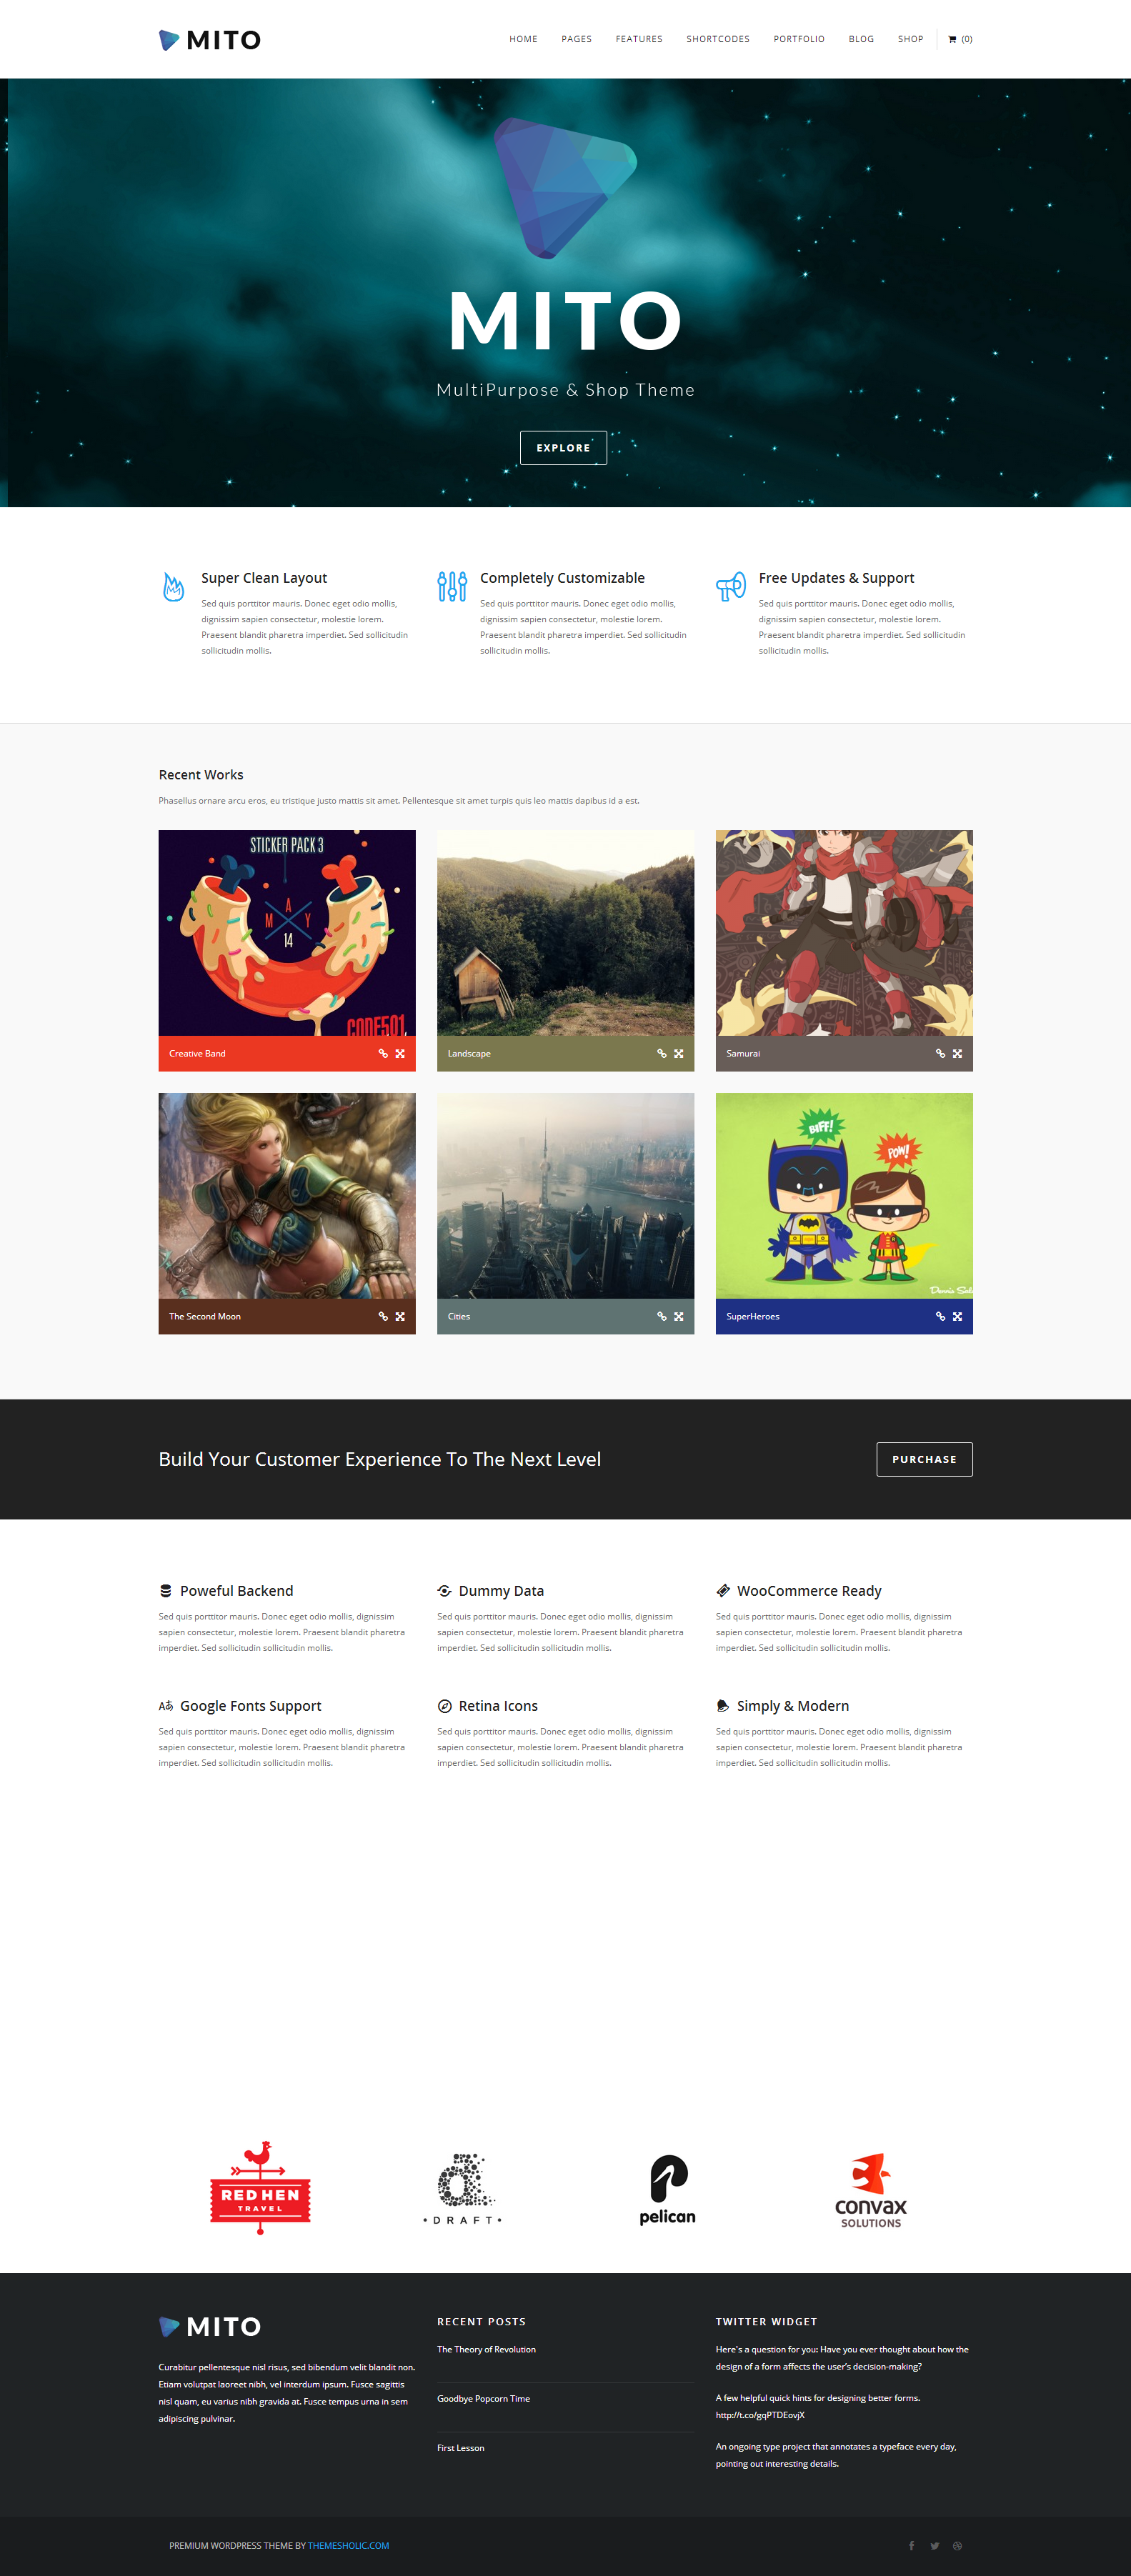 MITO
HOME PAGES FEATURES SHORTCODES PORTFOLIO BLOG SHOP (0)
MITO
MultiPurpose & Shop Theme
EXPLORE
Super Clean Layout
Sed quis porttitor mauris. Donec eget odio mollis,
dignissim sapien consectetur, molestie lorem.
Praesent blandit pharetra imperdiet. Sed sollicitudin
sollicitudin mollis.
Completely Customizable
Sed quis porttitor mauris. Donec eget odio mollis,
dignissim sapien consectetur, molestie lorem.
Praesent blandit pharetra imperdiet. Sed sollicitudin
sollicitudin mollis.
Free Updates & Support
Sed quis porttitor mauris. Donec eget odio mollis,
dignissim sapien consectetur, molestie lorem.
Praesent blandit pharetra imperdiet. Sed sollicitudin
sollicitudin mollis.
Recent Works
Phasellus ornare arcu eros, eu tristique justo mattis sit amet. Pellentesque sit amet turpis quis leo mattis dapibus id a est.
STICKER PACK 3
MAY
14
CODE501
Creative Band
Landscape
Samurai
The Second Moon
Cities
BIFF!
POW!
SuperHeroes
Build Your Customer Experience To The Next Level
PURCHASE
Poweful Backend
Sed quis porttitor mauris. Donec eget odio mollis, dignissim
sapien consectetur, molestie lorem. Praesent blandit pharetra
imperdiet. Sed sollicitudin sollicitudin mollis.
Dummy Data
Sed quis porttitor mauris. Donec eget odio mollis, dignissim
sapien consectetur, molestie lorem. Praesent blandit pharetra
imperdiet. Sed sollicitudin sollicitudin mollis.
WooCommerce Ready
Sed quis porttitor mauris. Donec eget odio mollis, dignissim
sapien consectetur, molestie lorem. Praesent blandit pharetra
imperdiet. Sed sollicitudin sollicitudin mollis.
Google Fonts Support
Sed quis porttitor mauris. Donec eget odio mollis, dignissim
sapien consectetur, molestie lorem. Praesent blandit pharetra
imperdiet. Sed sollicitudin sollicitudin mollis.
Retina Icons
Sed quis porttitor mauris. Donec eget odio mollis, dignissim
sapien consectetur, molestie lorem. Praesent blandit pharetra
imperdiet. Sed sollicitudin sollicitudin mollis.
Simply & Modern
Sed quis porttitor mauris. Donec eget odio mollis, dignissim
sapien consectetur, molestie lorem. Praesent blandit pharetra
imperdiet. Sed sollicitudin sollicitudin mollis.
RED HEN
TRAVEL
DRAFT
pelican
convax
SOLUTIONS
MITO
Curabitur pellentesque nisl risus, sed bibendum velit blandit non.
Etiam volutpat laoreet nibh, vel interdum ipsum. Fusce sagittis
nisl quam, eu varius nibh gravida at. Fusce tempus urna in sem
adipiscing pulvinar.
RECENT POSTS
The Theory of Revolution
Goodbye Popcorn Time
First Lesson
TWITTER WIDGET
Here's a question for you: Have you ever thought about how the
design of a form affects the user's decision-making?
A few helpful quick hints for designing better forms.
http://t.co/gqPTDEovjX
An ongoing type project that annotates a typeface every day,
pointing out interesting details.
PREMIUM WORDPRESS THEME BY THEMESHOLIC.COM